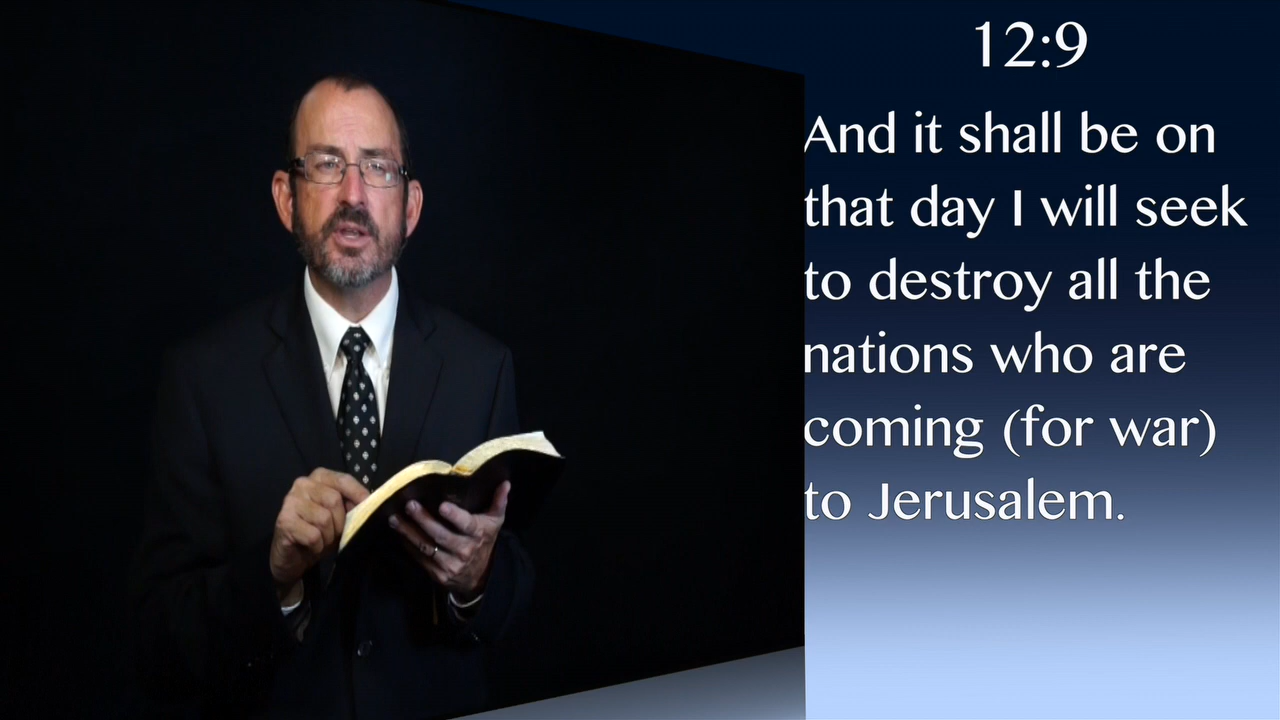 12:9
And it shall be on
that day I will seek
to destroy all the
nations who are
coming (for war)
to Jerusalem.